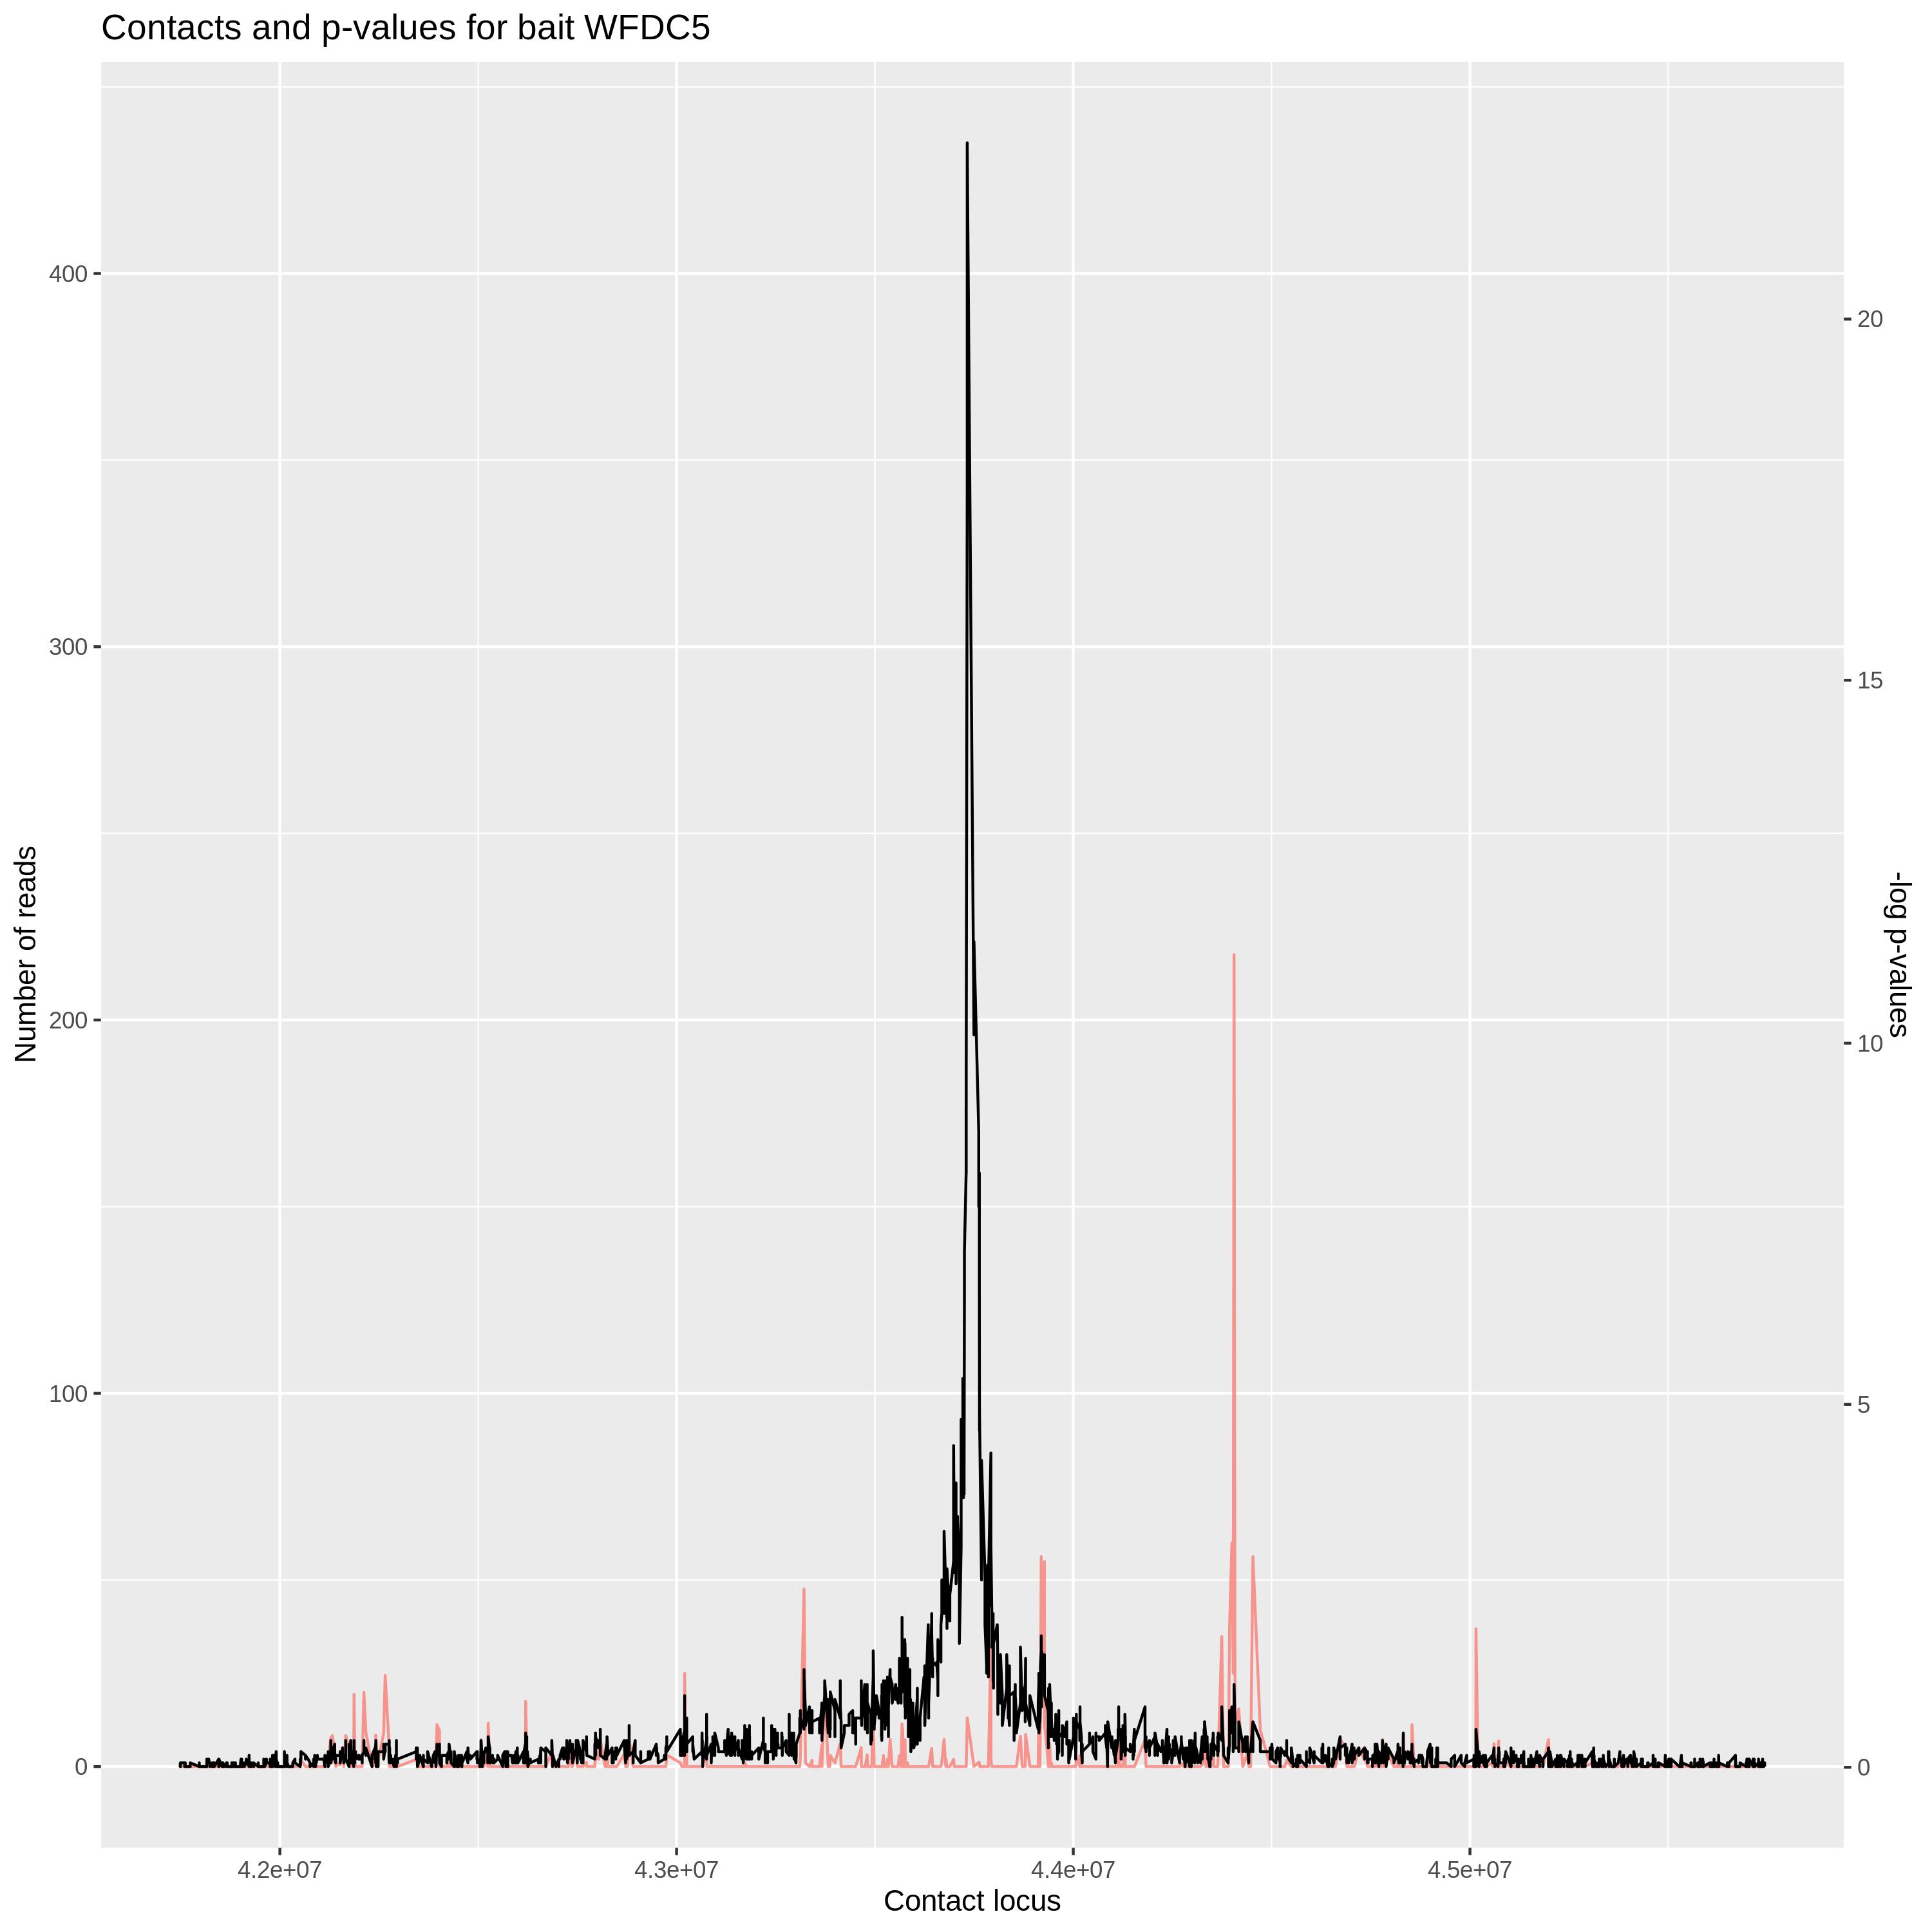 Contacts and p-values for bait WFDC5
400
300
200
100
0
Number of reads
20
15
10
5
0
-log p-values
4.2e+07
4.3e+07
4.4e+07
4.5e+07
Contact locus